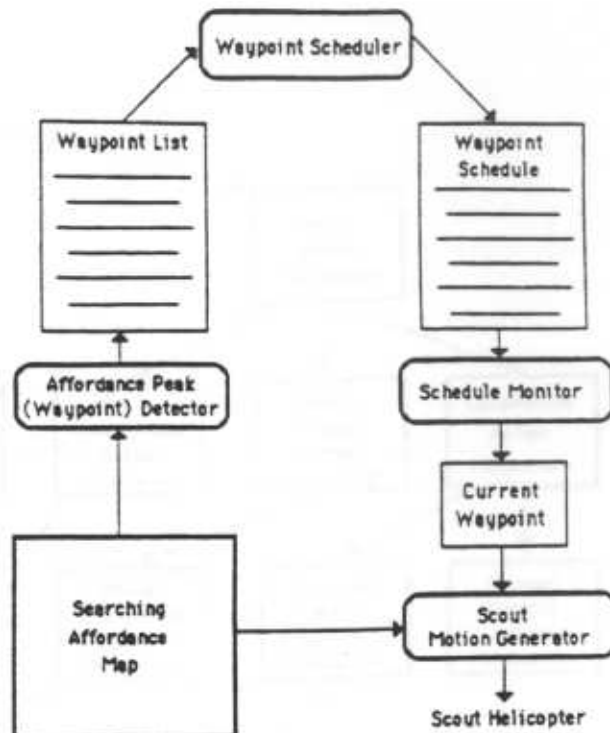 Waypoint Scheduler
Waypoint List
Waypoint
Schedule
Affordance Peak
(Waypoint) Detector
Schedule Monitor
Current
Waypoint
Searching
Affordance
Map
Scout
Motion Generator
Scout Helicopter